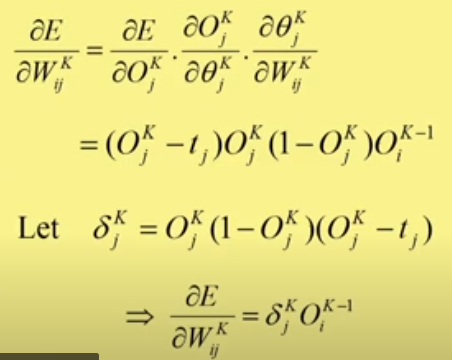 ∂E/∂W_ij^K = ∂E/∂O_j^K . ∂O_j^K/∂θ_j^K . ∂θ_j^K/∂W_ij^K
= (O_j^K − t_j)O_j^K(1−O_j^K)O_i^{K−1}
Let δ_j^K = O_j^K(1−O_j^K)(O_j^K − t_j)
⇒ ∂E/∂W_ij^K = δ_j^K O_i^{K−1}